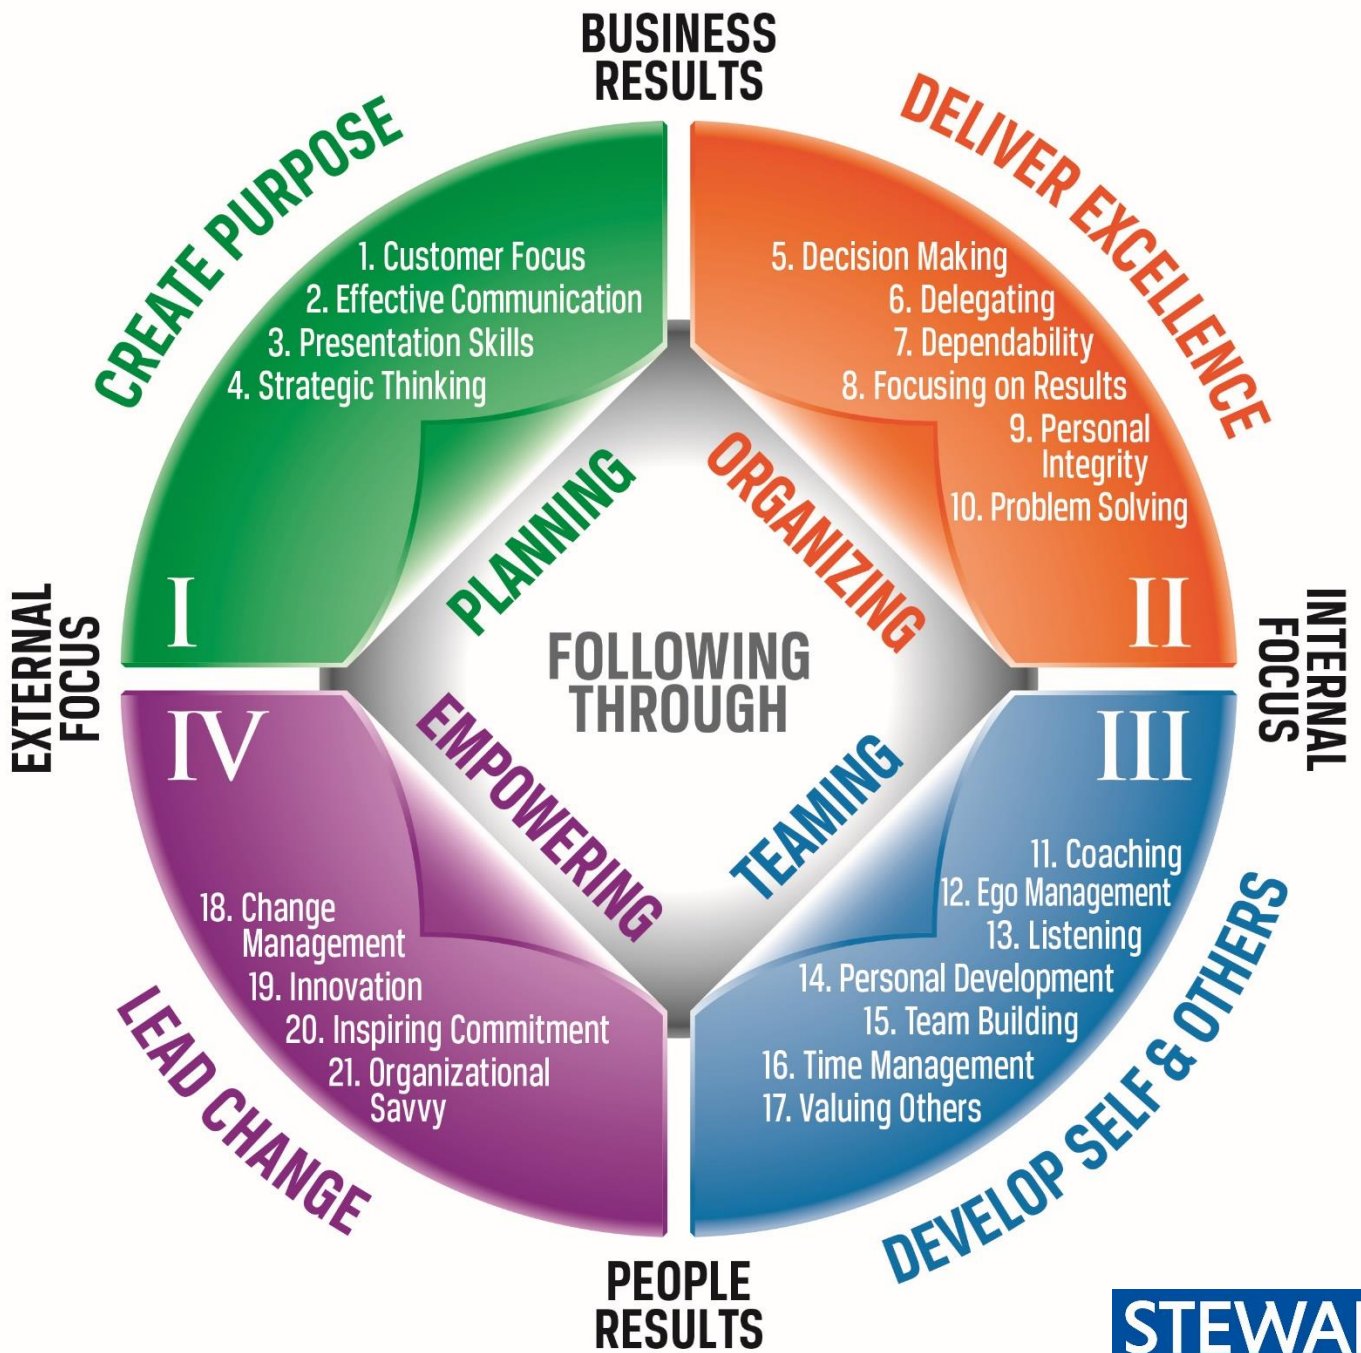 BUSINESS
RESULTS
CREATE PURPOSE
1. Customer Focus
2. Effective Communication
3. Presentation Skills
4. Strategic Thinking
I
DELIVER EXCELLENCE
5. Decision Making
6. Delegating
7. Dependability
8. Focusing on Results
9. Personal
Integrity
10. Problem Solving
II
PLANNING
ORGANIZING
FOLLOWING
THROUGH
EMPOWERING
TEAMING
EXTERNAL
FOCUS
INTERNAL
FOCUS
IV
18. Change
Management
19. Innovation
20. Inspiring Commitment
21. Organizational
Savvy
LEAD CHANGE
III
11. Coaching
12. Ego Management
13. Listening
14. Personal Development
15. Team Building
16. Time Management
17. Valuing Others
DEVELOP SELF & OTHERS
PEOPLE
RESULTS